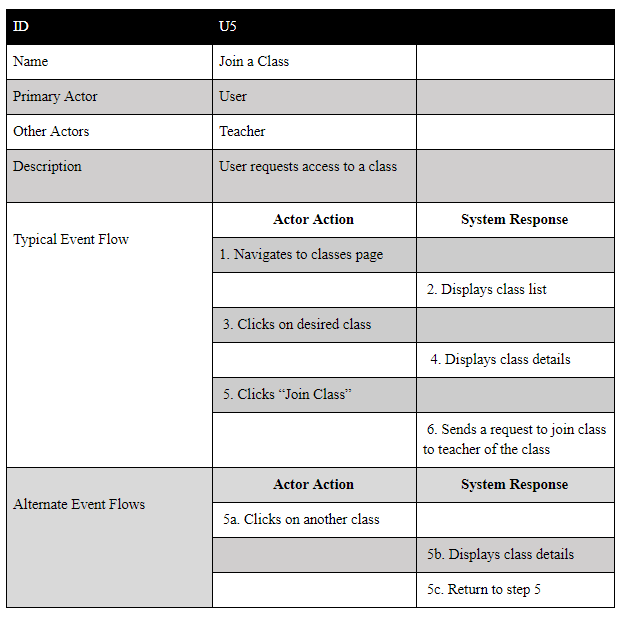 ID U5
Name Join a Class
Primary Actor User
Other Actors Teacher
Description User requests access to a class
Typical Event Flow
Actor Action System Response
1. Navigates to classes page
2. Displays class list
3. Clicks on desired class
4. Displays class details
5. Clicks “Join Class”
6. Sends a request to join class
to teacher of the class
Alternate Event Flows
Actor Action System Response
5a. Clicks on another class
5b. Displays class details
5c. Return to step 5